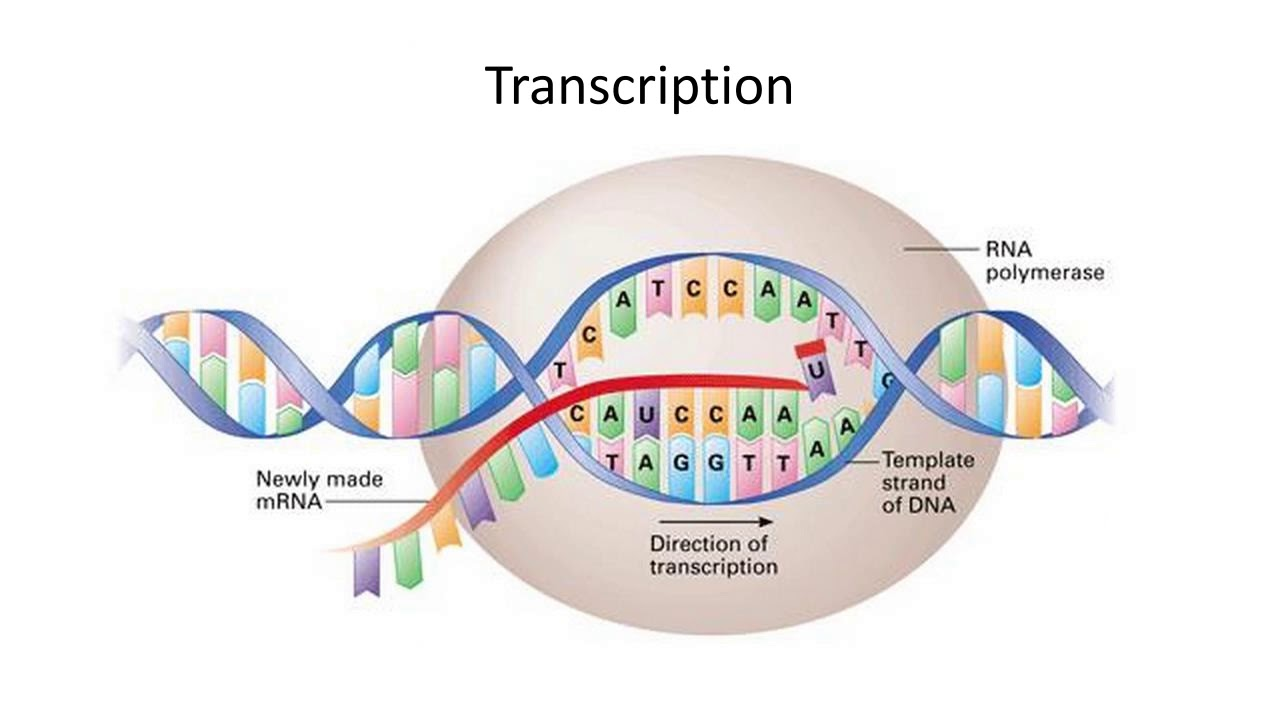 Transcription
RNA
polymerase
A T C C A A
C T
T T
U G
C A U C C A A
T A G G T T A A
Newly made
mRNA
Template
strand
of DNA
Direction of
transcription